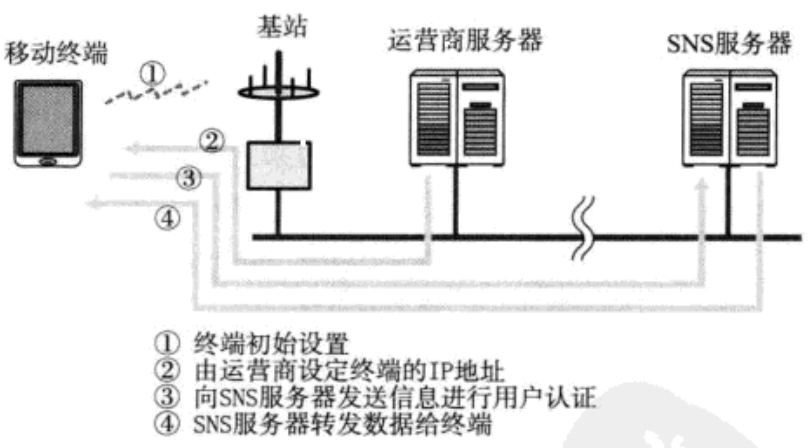 基站
移动终端
运营商服务器
SNS服务器
①
②
③
④
① 终端初始设置
② 由运营商设定终端的IP地址
③ 向SNS服务器发送信息进行用户认证
④ SNS服务器转发数据给终端